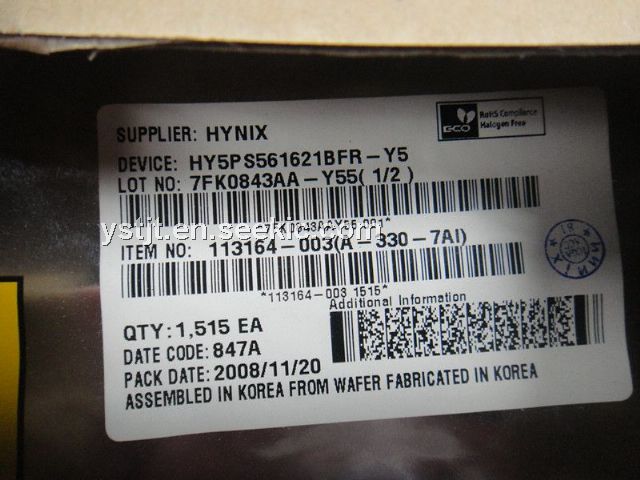 SUPPLIER: HYNIX
ECO
RoHS Compliance
Halogen Free
DEVICE: HY5PS561621BFR-Y5
LOT NO: 7FK0843AA-Y55( 1/2 )
ystjt.seekic.com
ITEM NO: 113164-003(A-330-7AI)
*113164-003 1515*
Additional Information
QTY: 1,515 EA
DATE CODE: 847A
PACK DATE: 2008/11/20
ASSEMBLED IN KOREA FROM WAFER FABRICATED IN KOREA